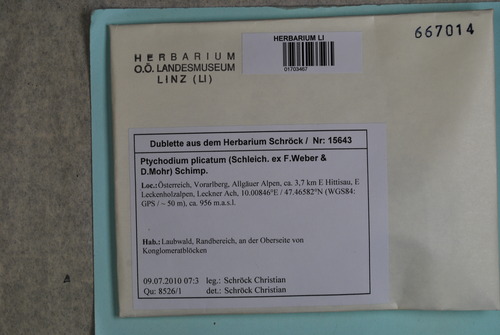 HERBARIUM
O.Ö. LANDESMUSEUM
LINZ (LI)
HERBARIUM LI
01703467
667014
Dublette aus dem Herbarium Schröck / Nr: 15643
Ptychodium plicatum (Schleich. ex F.Weber &
D.Mohr) Schimp.
Loc.:Österreich, Vorarlberg, Allgäuer Alpen, ca. 3,7 km E Hittisau, E
Leckenholzalpen, Leckner Ach, 10.00846°E / 47.46582°N (WGS84:
GPS / ~ 50 m), ca. 956 m.a.s.l.
Hab.:Laubwald, Randbereich, an der Oberseite von
Konglomeratblöcken
09.07.2010 07:3 leg.: Schröck Christian
Qu: 8526/1 det.: Schröck Christian